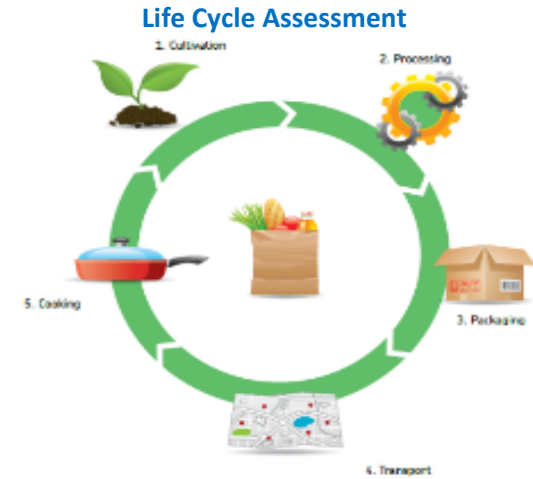 Life Cycle Assessment
1. Cultivation
2. Processing
3. Packaging
4. Transport
5. Cooking